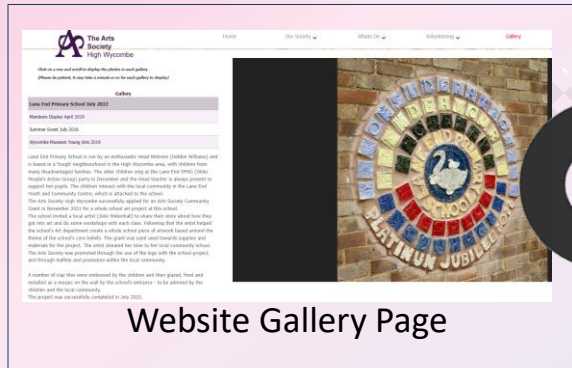 The Arts
Society
High Wycombe
Home
Our Society
Whats On
Volunteering
Gallery
Click on a row and scroll to display the photos in each gallery
(Please be patient, it may take a minute or so for each gallery to display)
Gallery
Lane End Primary School July 2022
Members Display April 2019
Summer Event July 2016
Wycombe Museum Young Arts 2019
Lane End Primary School is run by an enthusiastic Head Mistress (Debbie Williams) and
is based in a 'tough' neighbourhood in the High Wycombe area, with children from
many disadvantaged families. The older children sing at the Lane End OPAG (Older
People's Action Group) party in December and the Head teacher is always present to
support her pupils. The children interact with the local community in the Lane End
Youth and Community Centre, which is attached to the school.
The Arts Society High Wycombe successfully applied for an Arts Society Community
Grant in November 2021 for a whole school art project at this school.
The school invited a local artist to share their story about how they
got into art and do some workshops with each class. Following that the artist helped
the school's Art department create a whole school piece of artwork based around the
theme of the school's core beliefs. The grant was used towards supplies and
materials for the project. The artist donated her time to her local community school.
The Arts Society was promoted through the use of the logo with the school project,
and through leaflets and promotion within the local community.
A number of clay tiles were embossed by the children and then glazed, fired and
installed as a mosaic on the wall by the school's entrance - to be admired by the
children and the local community.
The project was successfully completed in July 2022.
PLATINUM JUBILEE
Website Gallery Page